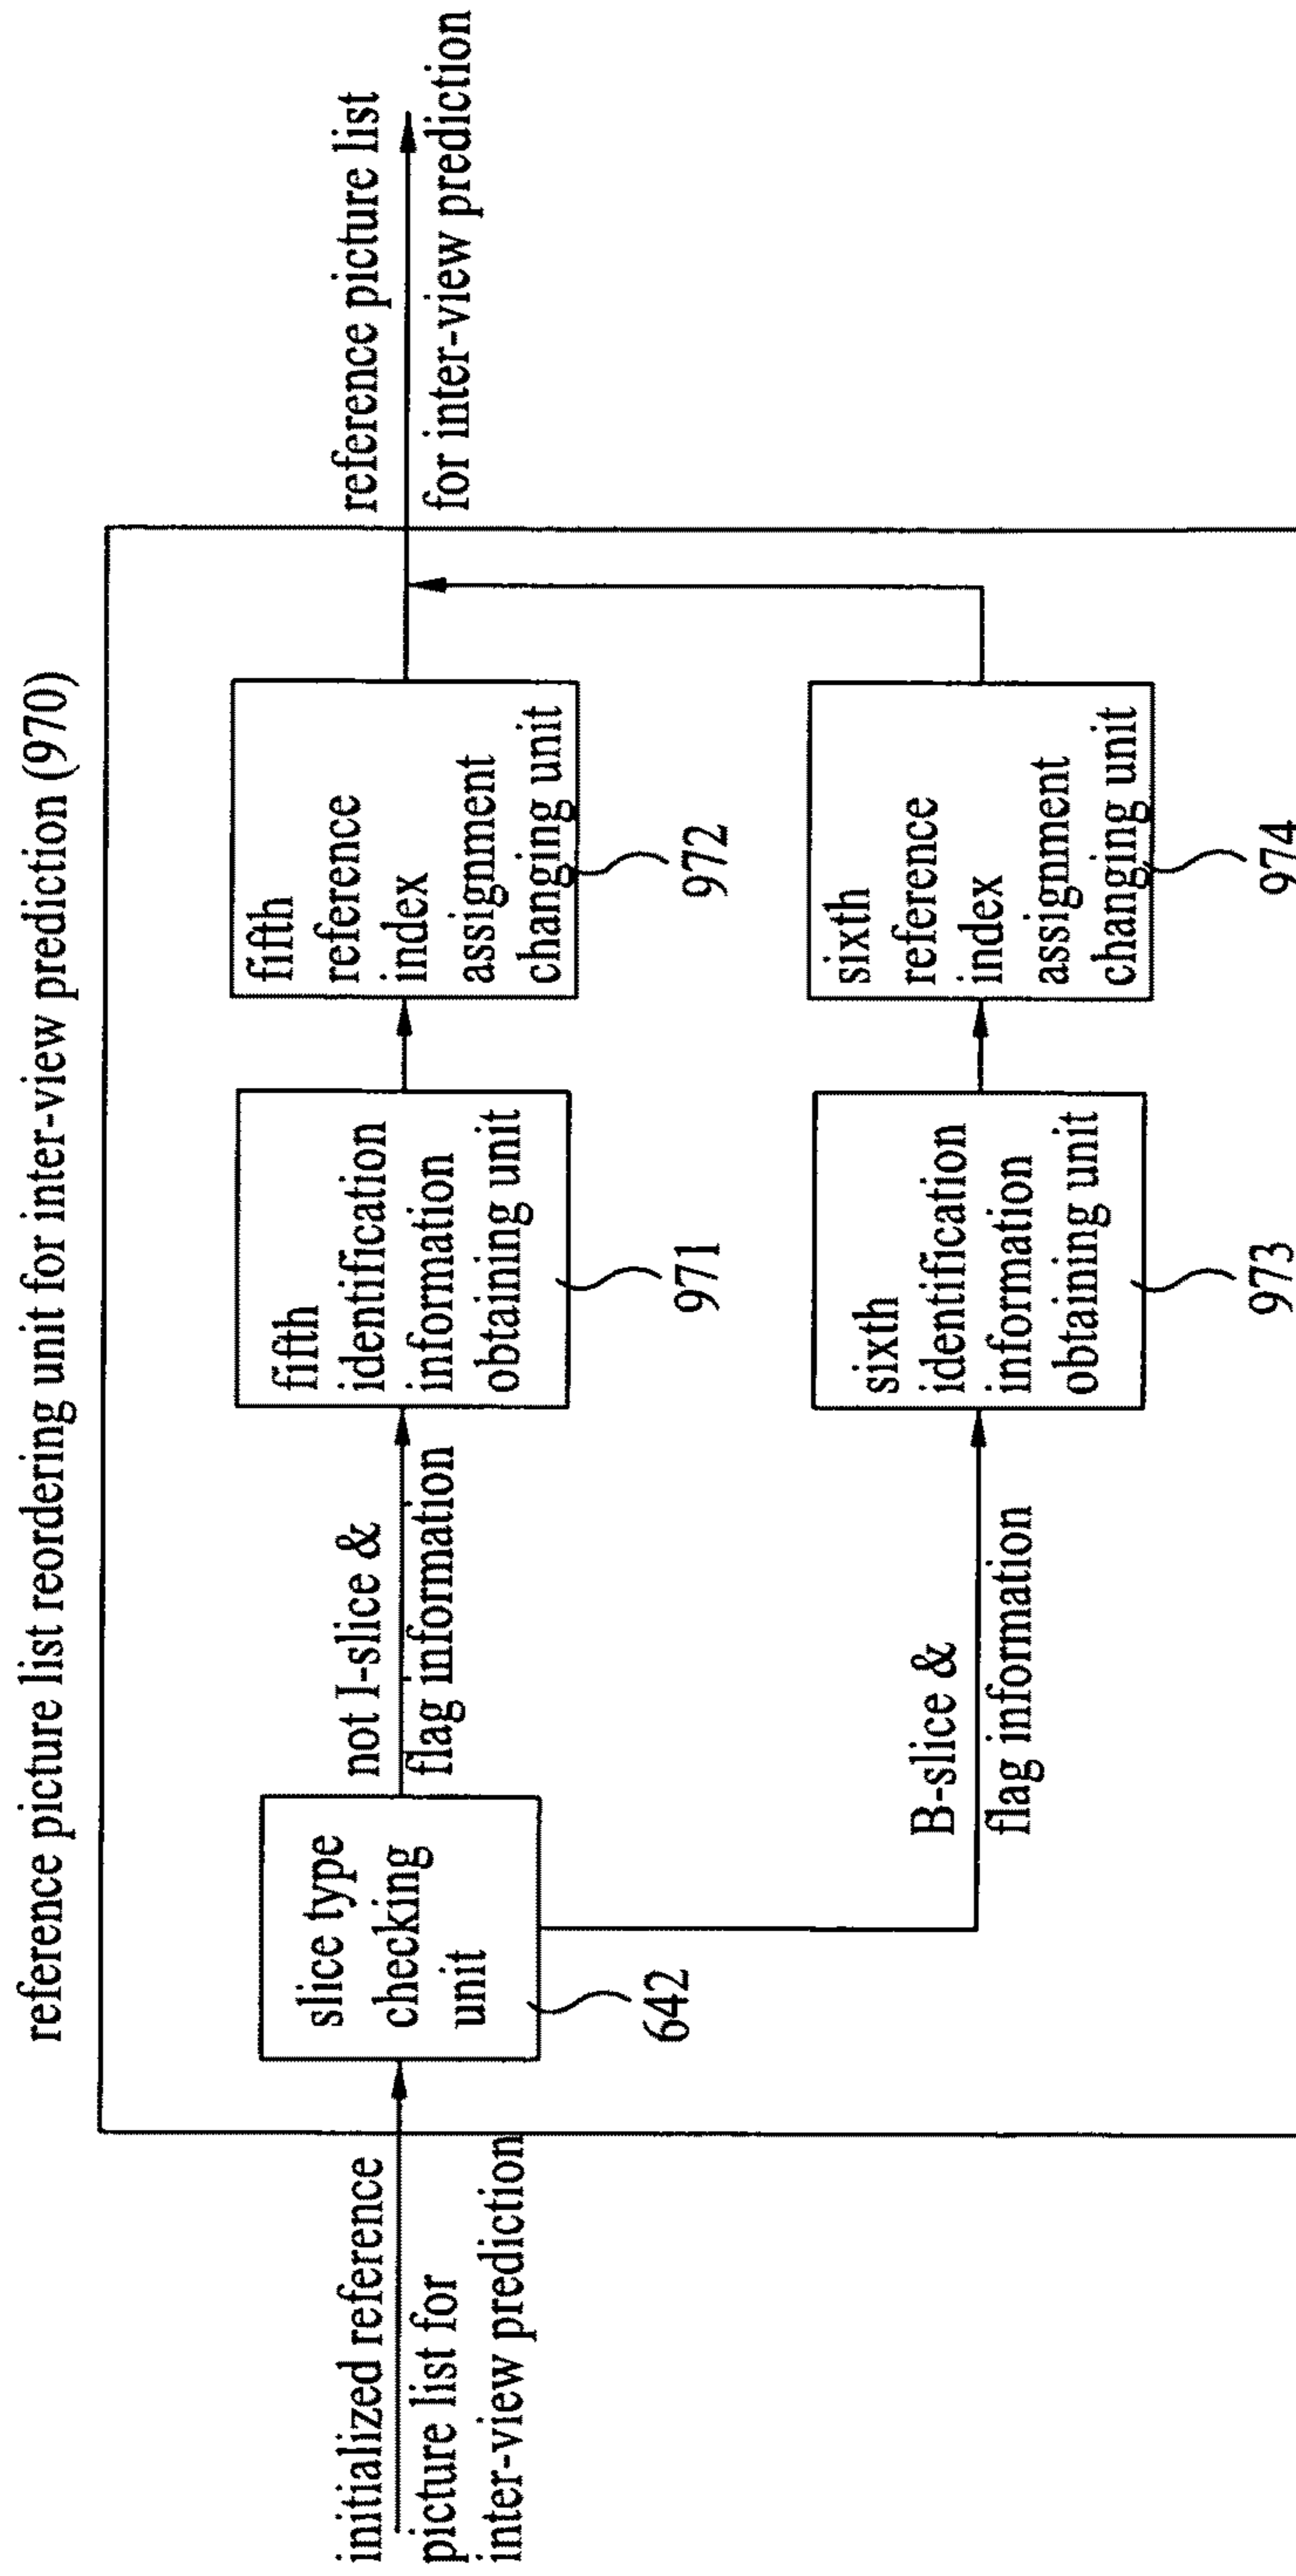 reference picture list reordering unit for inter-view prediction (970)
initialized reference
picture list for
inter-view prediction
slice type
checking
unit
642
not I-slice &
flag information
fifth
identification
information
obtaining unit
971
fifth
reference
index
assignment
changing unit
972
reference picture list
for inter-view prediction
B-slice &
flag information
sixth
identification
information
obtaining unit
973
sixth
reference
index
assignment
changing unit
974